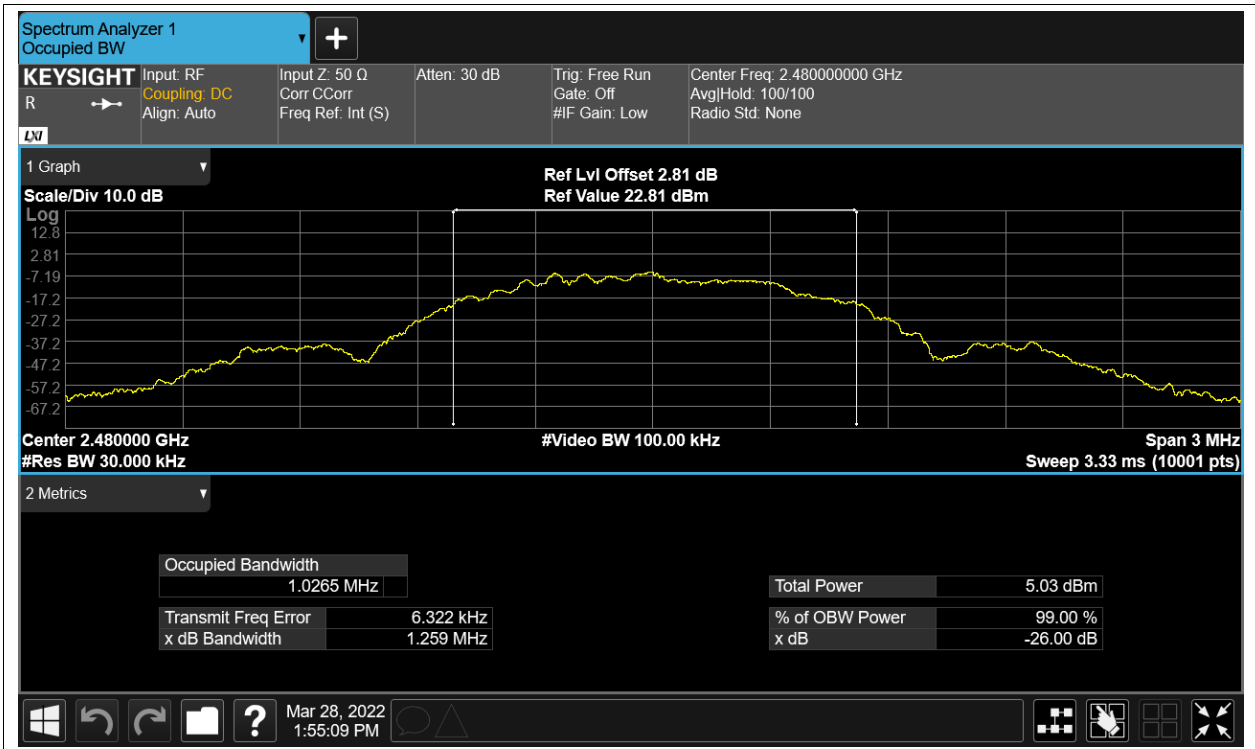 Spectrum Analyzer 1
Occupied BW
KEYSIGHT
R
LXI
Input: RF
Coupling: DC
Align: Auto
Input Z: 50 Ω
Corr CCorr
Freq Ref: Int (S)
Atten: 30 dB
Trig: Free Run
Gate: Off
#IF Gain: Low
Center Freq: 2.480000000 GHz
Avg|Hold: 100/100
Radio Std: None
1 Graph
Scale/Div 10.0 dB
Ref Lvl Offset 2.81 dB
Ref Value 22.81 dBm
Log
12.8
2.81
-7.19
-17.2
-27.2
-37.2
-47.2
-57.2
-67.2
Center 2.480000 GHz
#Res BW 30.000 kHz
#Video BW 100.00 kHz
Span 3 MHz
Sweep 3.33 ms (10001 pts)
2 Metrics
Occupied Bandwidth
1.0265 MHz
Transmit Freq Error 6.322 kHz
x dB Bandwidth 1.259 MHz
Total Power 5.03 dBm
% of OBW Power 99.00 %
x dB -26.00 dB
?
Mar 28, 2022
1:55:09 PM